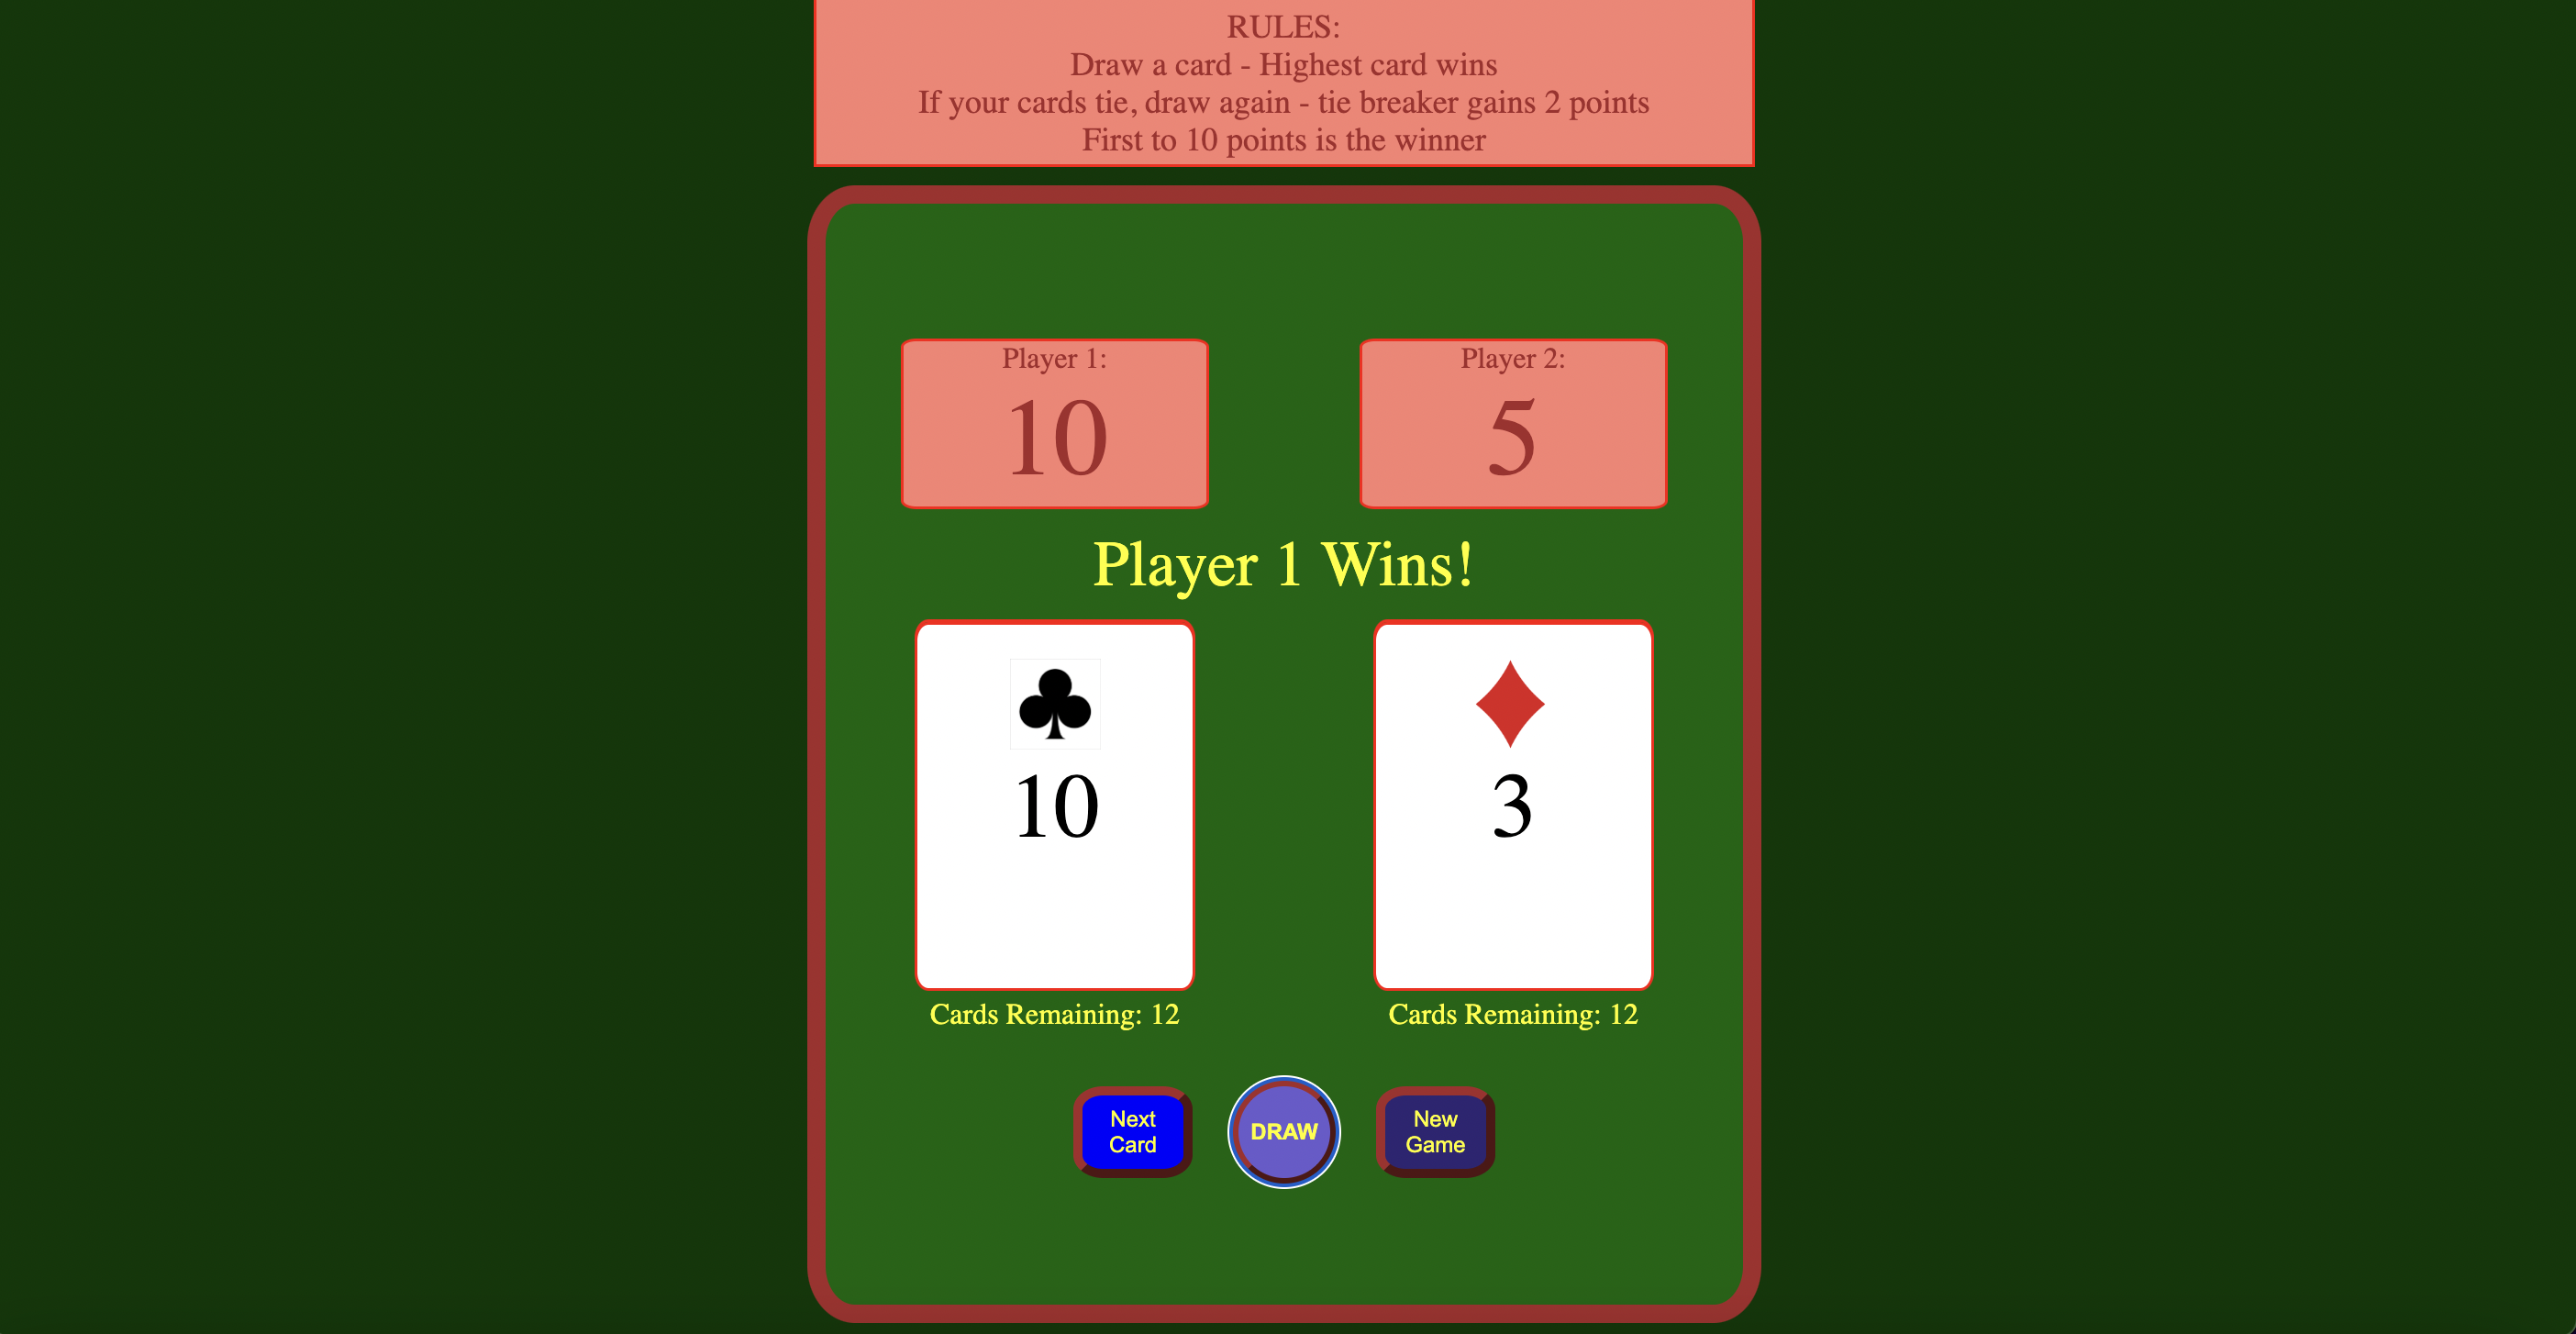 RULES:
Draw a card - Highest card wins
If your cards tie, draw again - tie breaker gains 2 points
First to 10 points is the winner
Player 1:
10
Player 2:
5
Player 1 Wins!
10
3
Cards Remaining: 12
Cards Remaining: 12
Next
Card
DRAW
New
Game